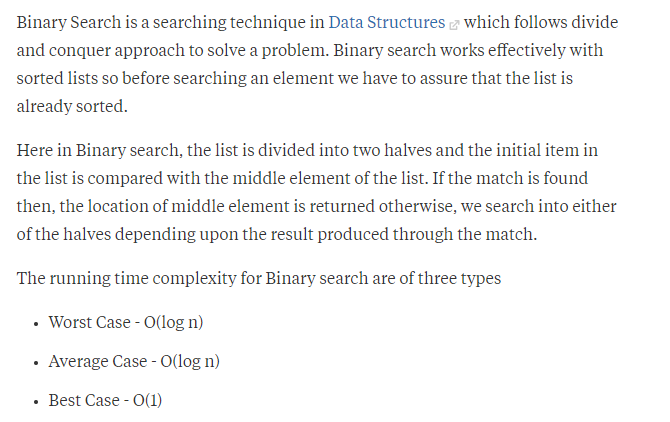 Binary Search is a searching technique in Data Structures which follows divide
and conquer approach to solve a problem. Binary search works effectively with
sorted lists so before searching an element we have to assure that the list is
already sorted.
Here in Binary search, the list is divided into two halves and the initial item in
the list is compared with the middle element of the list. If the match is found
then, the location of middle element is returned otherwise, we search into either
of the halves depending upon the result produced through the match.
The running time complexity for Binary search are of three types
• Worst Case - O(log n)
• Average Case - O(log n)
• Best Case - O(1)